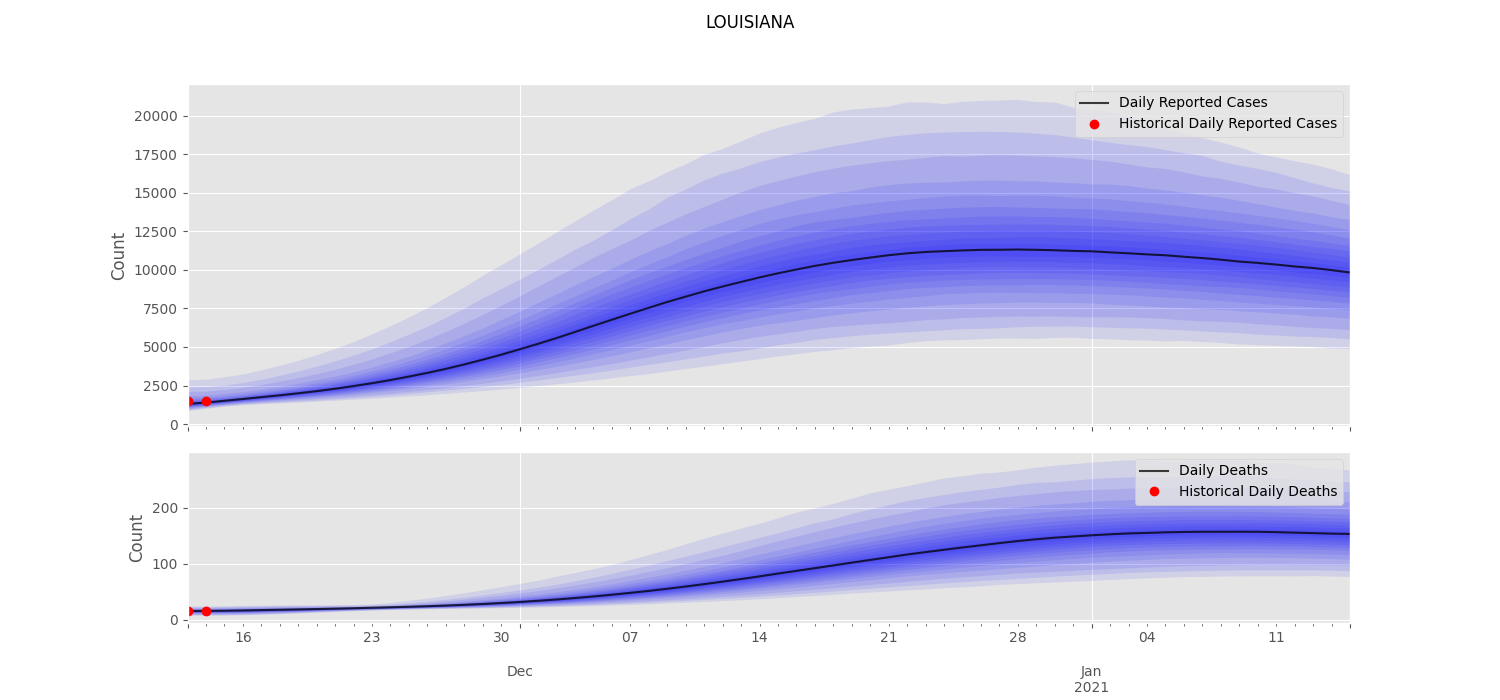 LOUISIANA
Daily Reported Cases
Historical Daily Reported Cases
Count
20000
17500
15000
12500
10000
7500
5000
2500
0
Daily Deaths
Historical Daily Deaths
Count
200
100
0
16 23 30 07 14 21 28 04 11
Dec Jan
2021